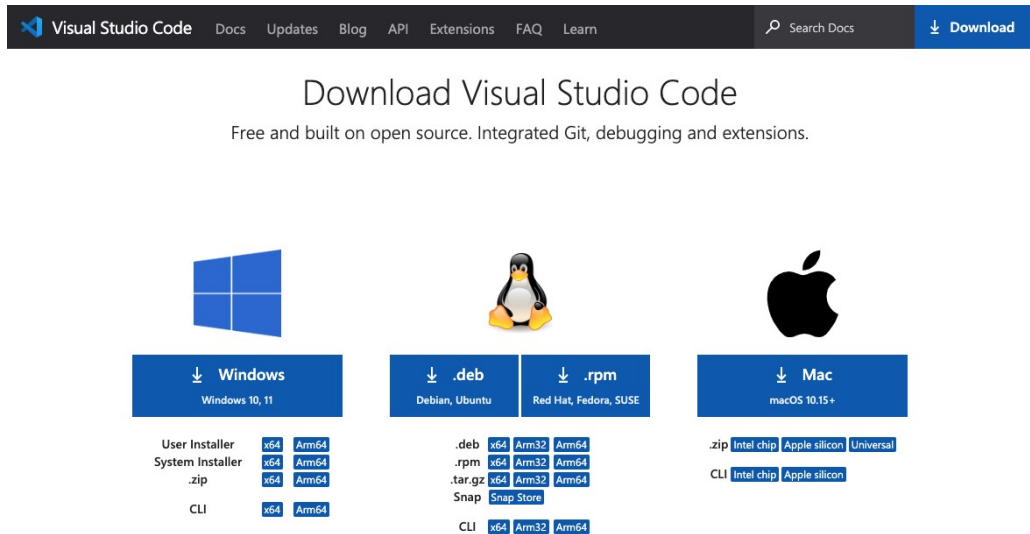 Visual Studio Code Docs Updates Blog API Extensions FAQ Learn Search Docs Download
Download Visual Studio Code
Free and built on open source. Integrated Git, debugging and extensions.
Windows
Windows 10, 11
User Installer x64 Arm64
System Installer x64 Arm64
.zip x64 Arm64
CLI x64 Arm64
.deb
Debian, Ubuntu
.rpm
Red Hat, Fedora, SUSE
.deb x64 Arm32 Arm64
.rpm x64 Arm32 Arm64
.tar.gz x64 Arm32 Arm64
Snap Snap Store
CLI x64 Arm32 Arm64
Mac
macOS 10.15+
.zip Intel chip Apple silicon Universal
CLI Intel chip Apple silicon